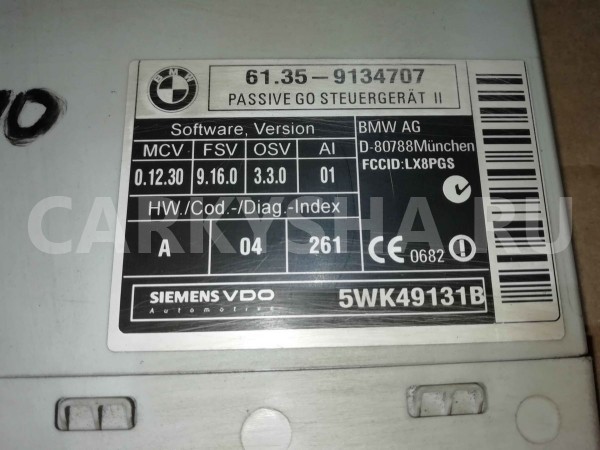 BMW
61.35-9134707
PASSIVE GO STEUERGERÄT II
Software, Version
MCV FSV OSV AI
0.12.30 9.16.0 3.3.0 01
HW./Cod.-/Diag.-Index
A 04 261
BMW AG
D-80788München
FCCID:LX8PGS
CE 0682
SIEMENS VDO
Automotive
5WK49131B
CARKYSHA.RU